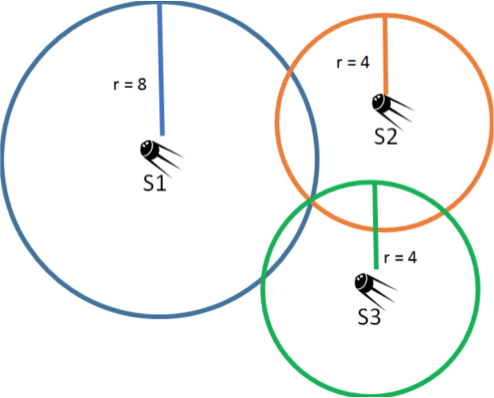 r = 8
S1
r = 4
S2
r = 4
S3